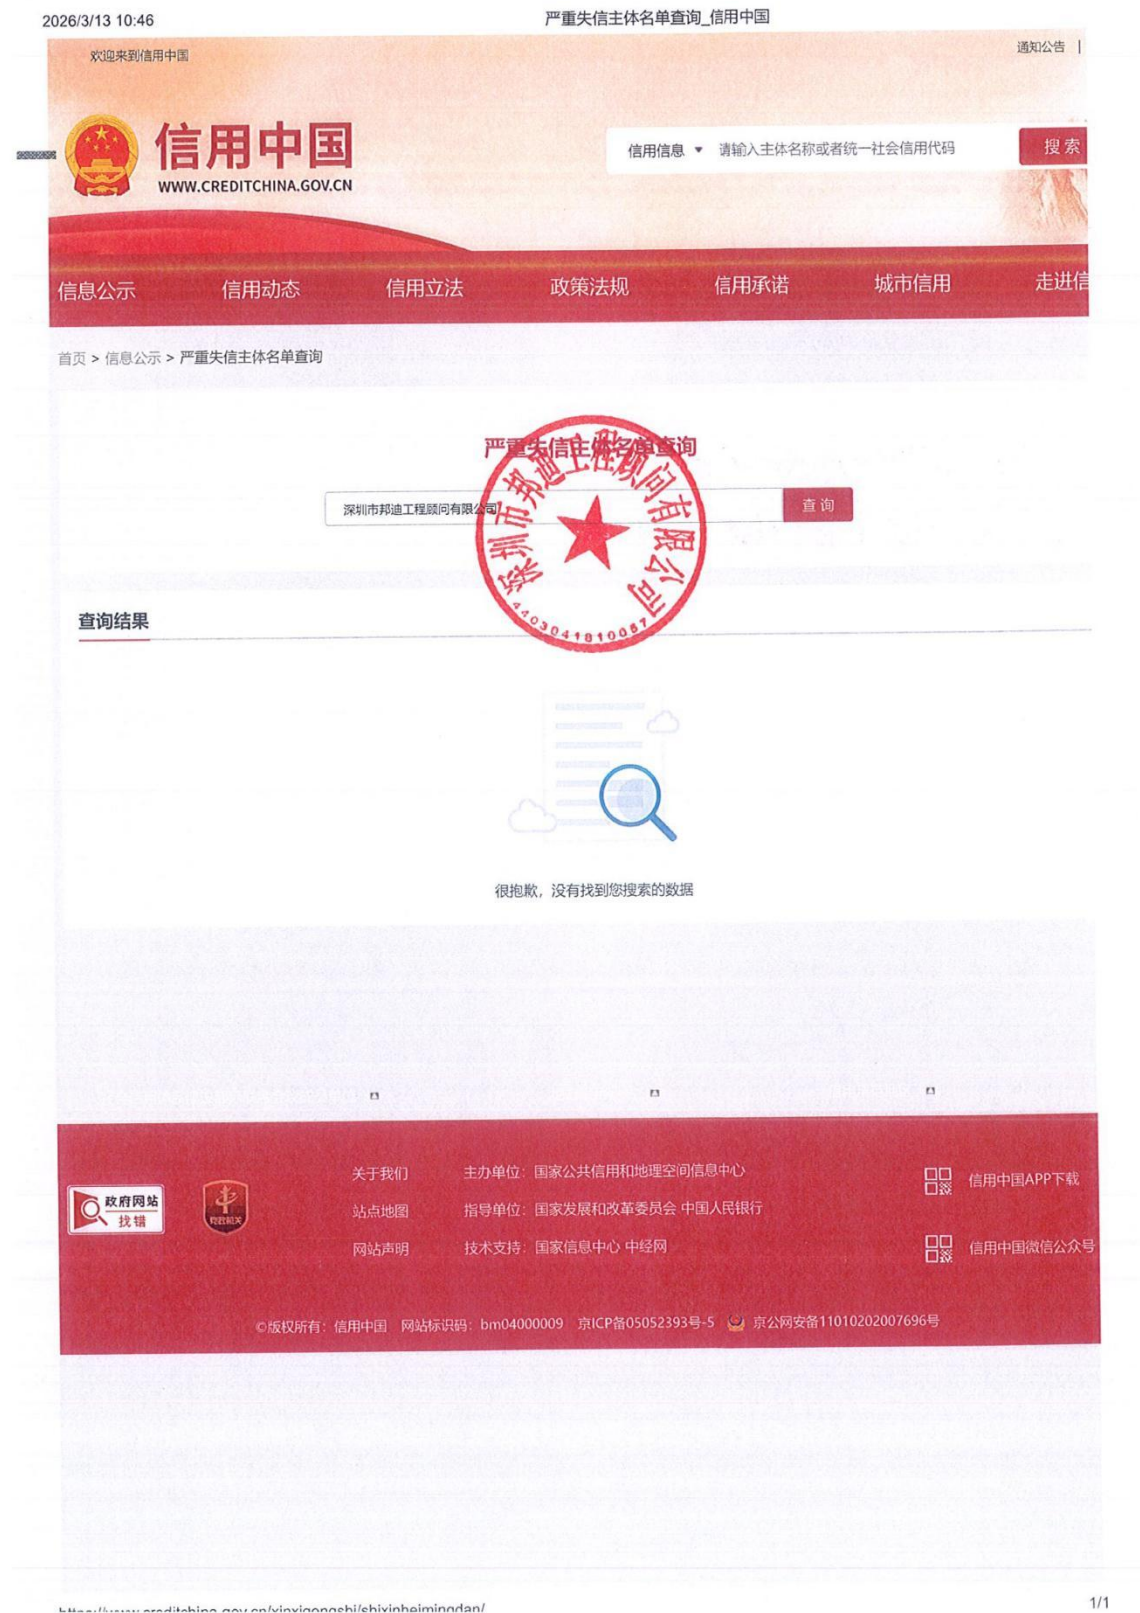 2026/3/13 10:46
严重失信主体名单查询_信用中国
欢迎来到信用中国
通知公告 |
信用中国
WWW.CREDITCHINA.GOV.CN
信用信息 ▼ 请输入主体名称或者统一社会信用代码
搜索
信息公示 信用动态 信用立法 政策法规 信用承诺 城市信用 走进信
首页 > 信息公示 > 严重失信主体名单查询
严重失信主体名单查询
深圳市邦迪工程顾问有限公司
查询
深圳市邦迪工程顾问有限公司
查询结果
很抱歉，没有找到您搜索的数据
政府网站
找错
党政机关
关于我们
站点地图
网站声明
主办单位：国家公共信用和地理空间信息中心
指导单位：国家发展和改革委员会 中国人民银行
技术支持：国家信息中心 中经网
信用中国APP下载
信用中国微信公众号
©版权所有：信用中国 网站标识码：bm04000009 京ICP备05052393号-5 京公网安备11010202007696号
https://www.creditchina.gov.cn/xinxigongshi/shixinheimingdan/
1/1